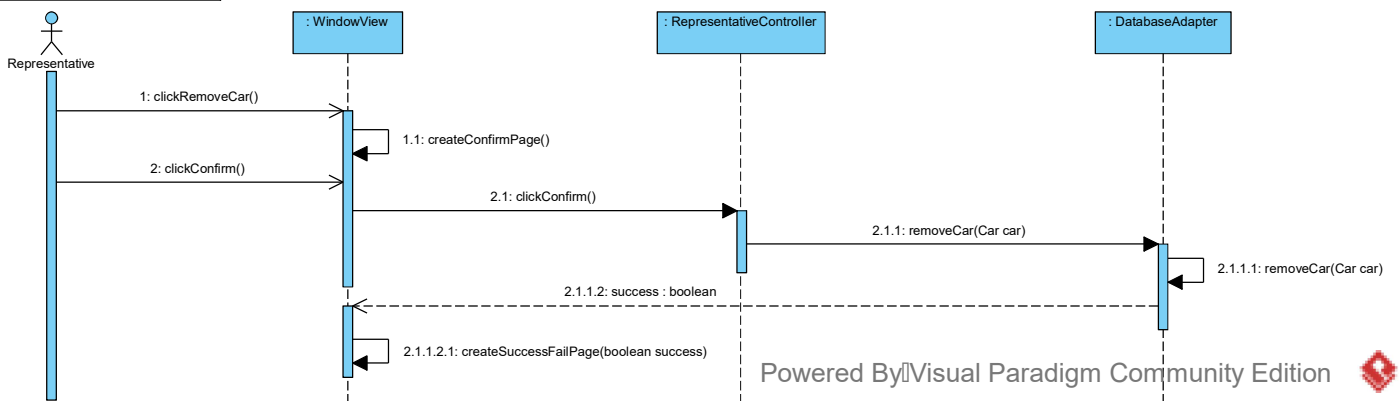 : WindowView
: RepresentativeController
: DatabaseAdapter
Representative
1: clickRemoveCar()
1.1: createConfirmPage()
2: clickConfirm()
2.1: clickConfirm()
2.1.1: removeCar(Car car)
2.1.1.1: removeCar(Car car)
2.1.1.2: success : boolean
2.1.1.2.1: createSuccessFailPage(boolean success)
Powered By Visual Paradigm Community Edition